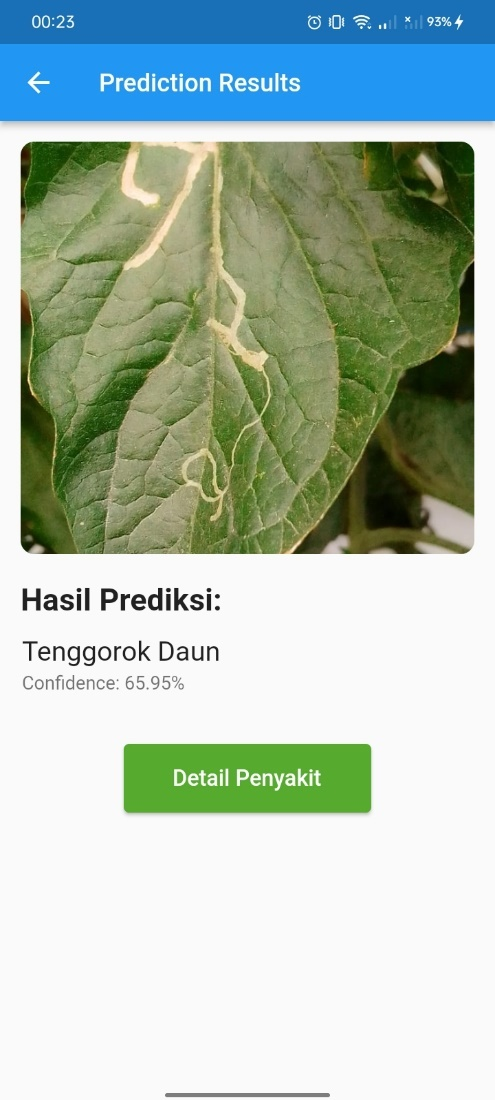 00:23
93%
Prediction Results
Hasil Prediksi:
Tenggorok Daun
Confidence: 65.95%
Detail Penyakit